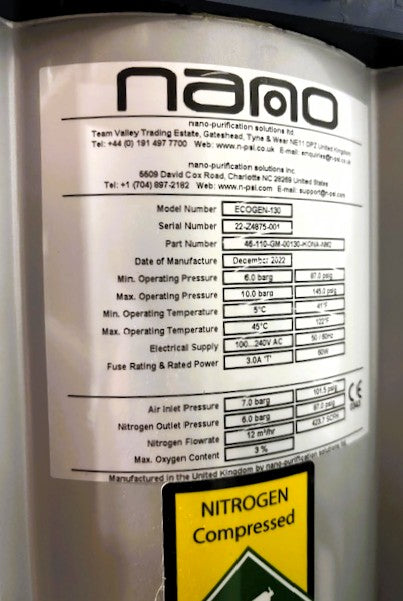 nano
nano-purification solutions ltd
Team Valley Trading Estate, Gateshead, Tyne & Wear NE11 0PZ United Kingdom
Tel: +44 (0) 191 497 7700 Web: www.n-psi.co.uk E-mail: enquiries@n-psi.co.uk
nano-purification solutions inc
5509 David Cox Road, Charlotte NC 28269 United States
Tel: +1 (704) 897-2182 Web: www.n-psi.com E-mail: support@n-psi.com
Model Number ECOGEN-130
Serial Number 22-Z4875-001
Part Number 46-110-GM-00130-
Date of Manufacture December 2022
Min. Operating Pressure 6.0 barg 87.0 psig
Max. Operating Pressure 10.0 barg 145.0 psig
Min. Operating Temperature 5°C 41°F
Max. Operating Temperature 45°C
Electrical Supply 100...240V AC 50 / 60Hz
Fuse Rating & Rated Power 3.0A 'T' 60W
Air Inlet Pressure 7.0 barg 101.5 psig
Nitrogen Outlet Pressure 6.0 barg 87.0 psig
Nitrogen Flowrate 12 m³/hr
Max. Oxygen Content 3 %
CE
Manufactured in the United Kingdom by nano-purification solutions ltd
NITROGEN
Compressed